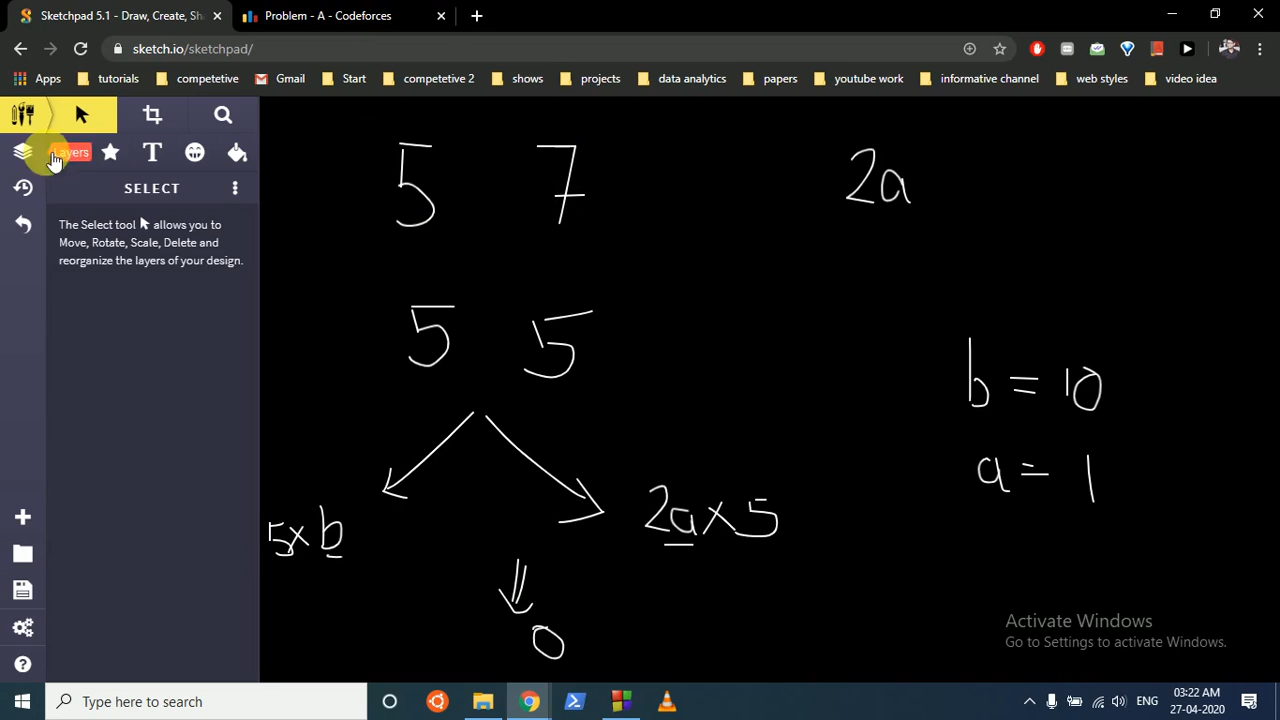 Sketchpad 5.1 - Draw, Create, Sh
Problem - A - Codeforces
sketch.io/sketchpad/
Apps tutorials competetive Gmail Start competetive 2 shows projects data analytics papers youtube work informative channel web styles video idea
Layers
T
SELECT
The Select tool allows you to
Move, Rotate, Scale, Delete and
reorganize the layers of your design.
5 7 2a
5 5
b = 10
a = 1
5×b 2a×5
0
Activate Windows
Go to Settings to activate Windows.
Type here to search
ENG
03:22 AM
27-04-2020